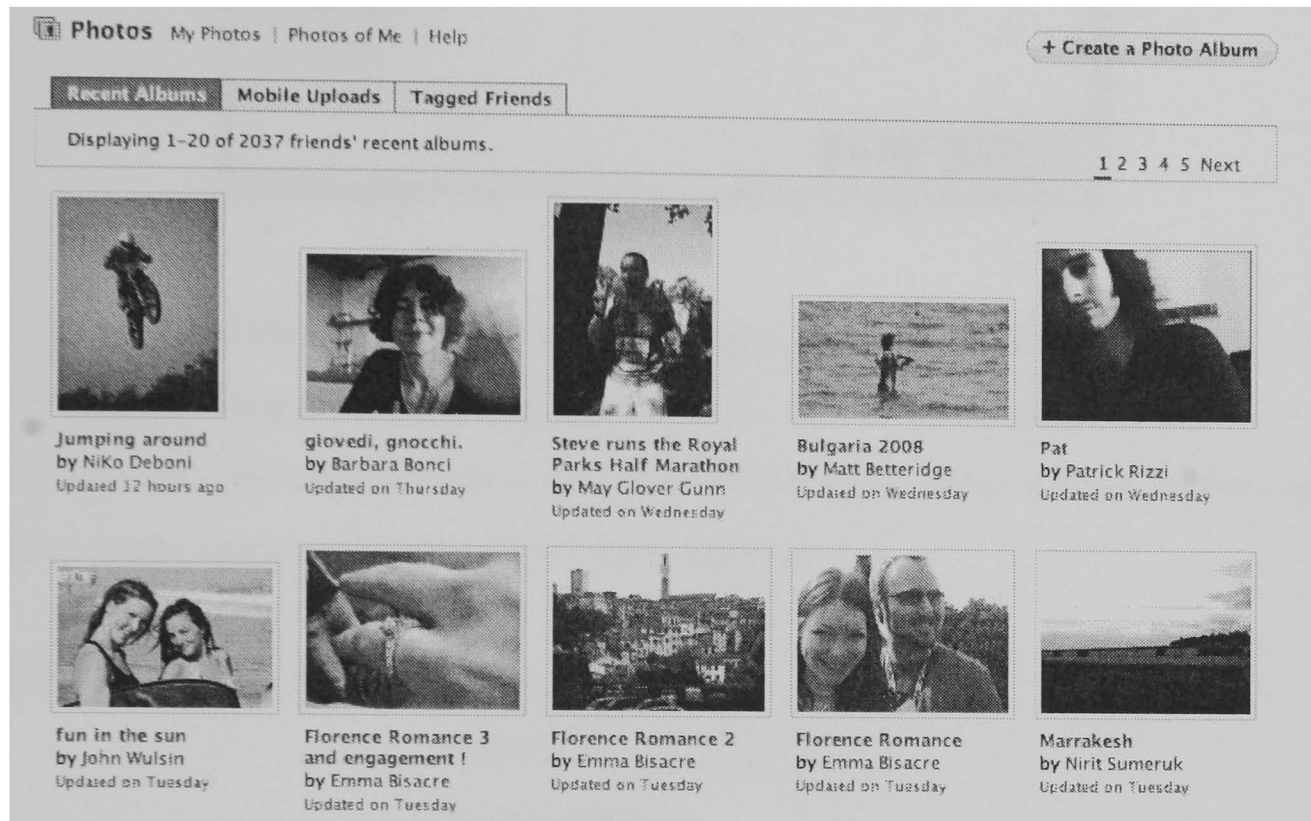 Photos My Photos | Photos of Me | Help
+ Create a Photo Album
Recent Albums Mobile Uploads Tagged Friends
Displaying 1-20 of 2037 friends' recent albums.
1 2 3 4 5 Next
Jumping around
by NiKo Deboni
Updated 12 hours ago
giovedi, gnocchi.
by Barbara Bonci
Updated on Thursday
Steve runs the Royal
Parks Half Marathon
by May Glover Gunn
Updated on Wednesday
Bulgaria 2008
by Matt Betteridge
Updated on Wednesday
Pat
by Patrick Rizzi
Updated on Wednesday
fun in the sun
by John Wulsin
Updated on Tuesday
Florence Romance 3
and engagement !
by Emma Bisacre
Updated on Tuesday
Florence Romance 2
by Emma Bisacre
Updated on Tuesday
Florence Romance
by Emma Bisacre
Updated on Tuesday
Marrakesh
by Nirit Sumeruk
Updated on Tuesday